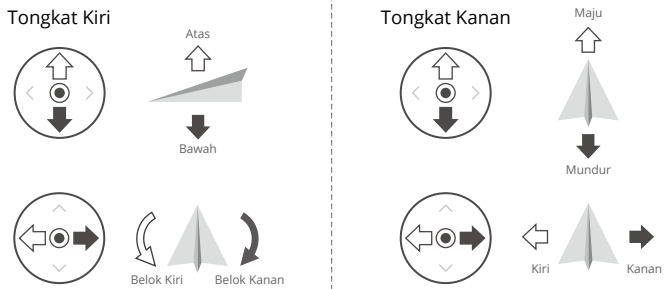 Tongkat Kiri
Atas
Bawah
Belok Kiri
Belok Kanan
Tongkat Kanan
Maju
Mundur
Kiri
Kanan